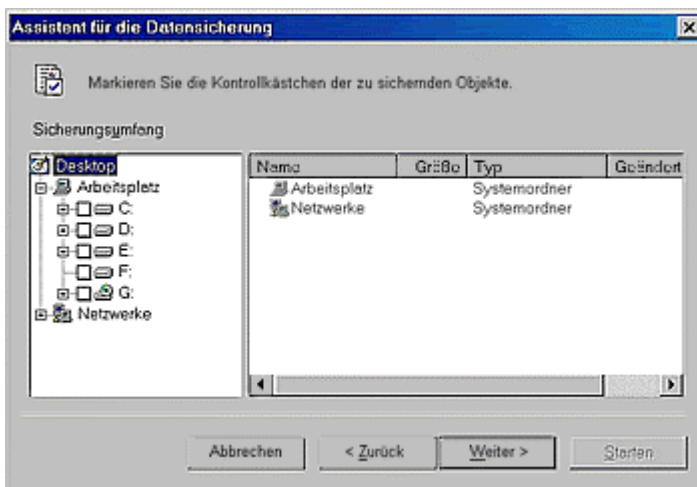 Assistent für die Datensicherung
Markieren Sie die Kontrollkästchen der zu sichernden Objekte.
Sicherungsumfang
Desktop
Arbeitsplatz
C:
D:
E:
F:
G:
Netzwerke
Name Größe Typ Geändert
Arbeitsplatz Systemordner
Netzwerke Systemordner
Abbrechen < Zurück Weiter > Starten